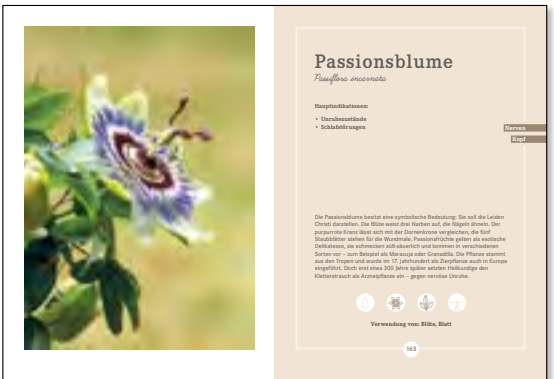 Passionsblume
Passiflora incarnata
Hauptindikationen:
• Unruhezustände
• Schlafstörungen
Nerven
Kopf
Die Passionsblume besitzt eine symbolische Bedeutung: Sie soll die Leiden
Christi darstellen. Die Blüte weist drei Narben auf, die Nägeln ähneln. Der
purpurrote Kranz lässt sich mit der Dornenkrone vergleichen, die fünf
Staubblätter stehen für die Wundmale. Passionsfrüchte gelten als exotische
Delikatesse, sie schmecken süß-säuerlich und kommen in verschiedenen
Sorten vor – zum Beispiel als Maracuja oder Granadilla. Die Pflanze stammt
aus den Tropen und wurde im 17. Jahrhundert als Zierpflanze auch in Europa
eingeführt. Doch erst etwa 300 Jahre später setzten Heilkundige den
Kletterstrauch als Arzneipflanze ein – gegen nervöse Unruhe.
Verwendung von: Blüte, Blatt
163